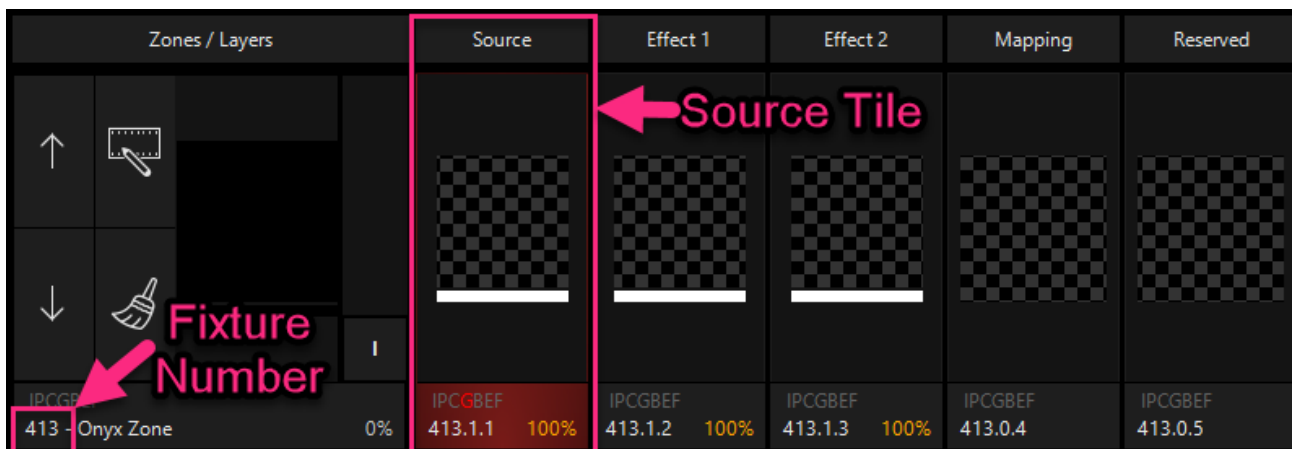 Zones / Layers Source Effect 1 Effect 2 Mapping Reserved
Source Tile
Fixture
Number
I
IPCGBEF IPCGBEF IPCGBEF IPCGBEF IPCGBEF
413 - Onyx Zone 0% 413.1.1 100% 413.1.2 100% 413.1.3 100% 413.0.4 413.0.5